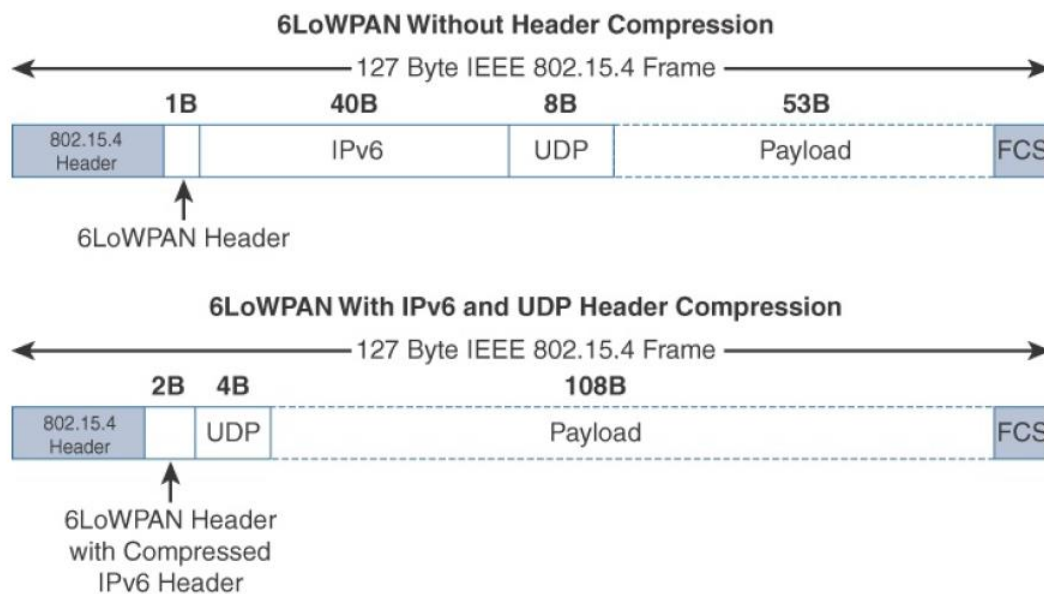 6LoWPAN Without Header Compression
127 Byte IEEE 802.15.4 Frame
1B 40B 8B 53B
802.15.4
Header
IPv6 UDP Payload FCS
6LoWPAN Header
6LoWPAN With IPv6 and UDP Header Compression
127 Byte IEEE 802.15.4 Frame
2B 4B 108B
802.15.4
Header
UDP Payload FCS
6LoWPAN Header
with Compressed
IPv6 Header